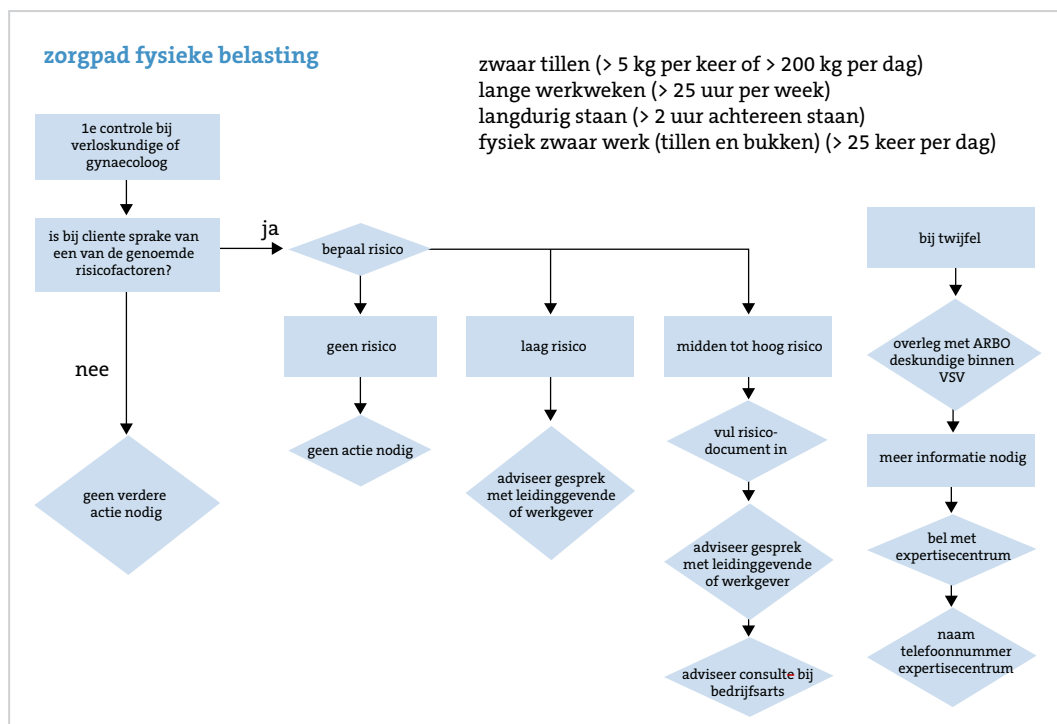 zorgpad fysieke belasting
zwaar tillen (> 5 kg per keer of > 200 kg per dag)
lange werkweken (> 25 uur per week)
langdurig staan (> 2 uur achtereen staan)
fysiek zwaar werk (tillen en bukken) (> 25 keer per dag)
1e controle bij
verloskundige of
gynaecoloog
is bij cliente sprake van
een van de genoemde
risicofactoren?
ja
nee
geen verdere
actie nodig
bepaal risico
geen risico
geen actie nodig
laag risico
adviseer gesprek
met leidinggevende
of werkgever
midden tot hoog risico
vul risico-
document in
adviseer gesprek
met leidinggevende
of werkgever
adviseer consulte bij
bedrijfsarts
bij twijfel
overleg met ARBO
deskundige binnen
VSV
meer informatie nodig
bel met
expertisecentrum
naam
telefoonnummer
expertisecentrum